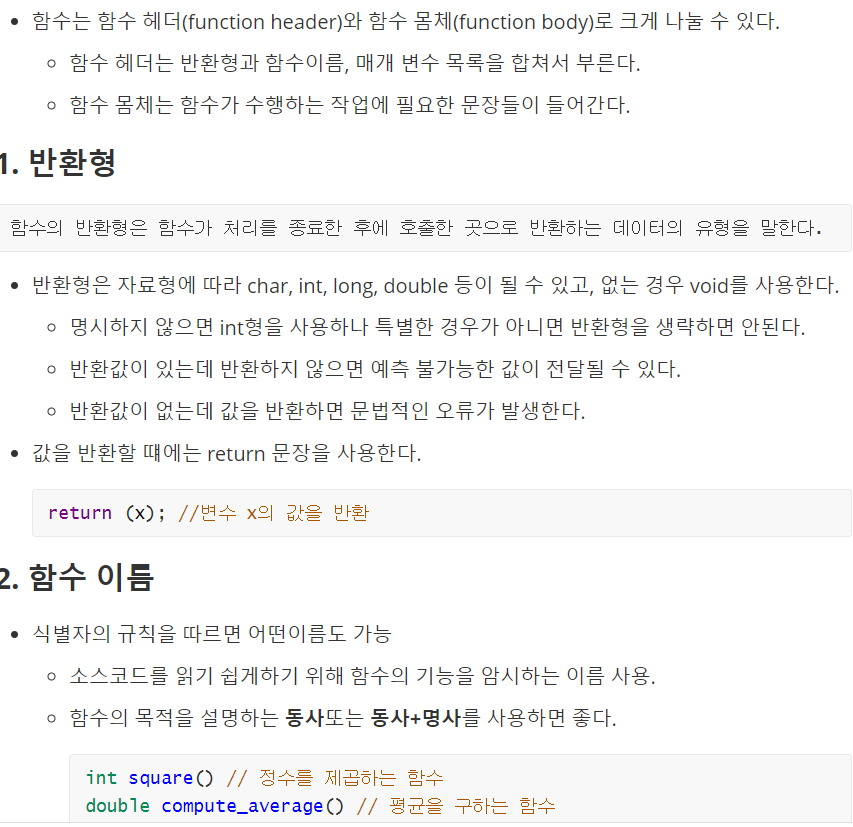 • 함수는 함수 헤더(function header)와 함수 몸체(function body)로 크게 나눌 수 있다.
◦ 함수 헤더는 반환형과 함수이름, 매개 변수 목록을 합쳐서 부른다.
◦ 함수 몸체는 함수가 수행하는 작업에 필요한 문장들이 들어간다.
1. 반환형
함수의 반환형은 함수가 처리를 종료한 후에 호출한 곳으로 반환하는 데이터의 유형을 말한다.
• 반환형은 자료형에 따라 char, int, long, double 등이 될 수 있고, 없는 경우 void를 사용한다.
◦ 명시하지 않으면 int형을 사용하나 특별한 경우가 아니면 반환형을 생략하면 안된다.
◦ 반환값이 있는데 반환하지 않으면 예측 불가능한 값이 전달될 수 있다.
◦ 반환값이 없는데 값을 반환하면 문법적인 오류가 발생한다.
• 값을 반환할 떄에는 return 문장을 사용한다.
return (x); //변수 x의 값을 반환
2. 함수 이름
• 식별자의 규칙을 따르면 어떤이름도 가능
◦ 소스코드를 읽기 쉽게하기 위해 함수의 기능을 암시하는 이름 사용.
◦ 함수의 목적을 설명하는 동사또는 동사+명사를 사용하면 좋다.
int square() // 정수를 제곱하는 함수
double compute_average() // 평균을 구하는 함수